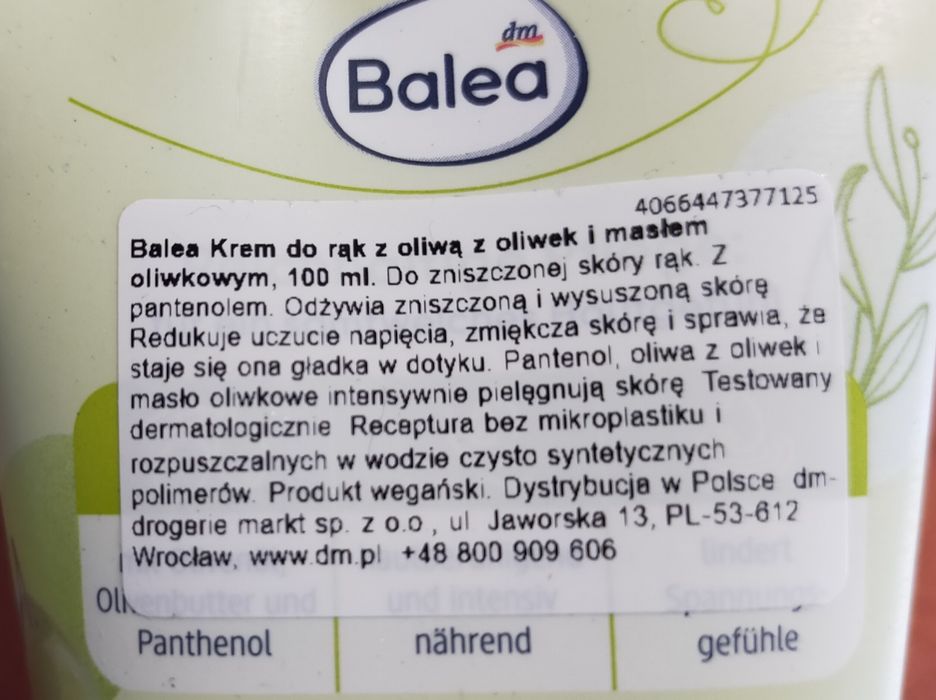 dm
Balea
4066447377125
Balea Krem do rąk z oliwą z oliwek i masłem
oliwkowym, 100 ml. Do zniszczonej skóry rąk. Z
pantenolem. Odżywia zniszczoną i wysuszoną skórę
Redukuje uczucie napięcia, zmiękcza skórę i sprawia, że
staje się ona gładka w dotyku. Pantenol, oliwa z oliwek i
masło oliwkowe intensywnie pielęgnują skórę Testowany
dermatologicznie Receptura bez mikroplastiku i
rozpuszczalnych w wodzie czysto syntetycznych
polimerów. Produkt wegański. Dystrybucja w Polsce dm-
drogerie markt sp. z o.o, ul Jaworska 13, PL-53-612
Wrocław, www.dm.pl +48 800 909 606
lindert
Olivenbutter und und intensiv Spannungs-
Panthenol nährend gefühle